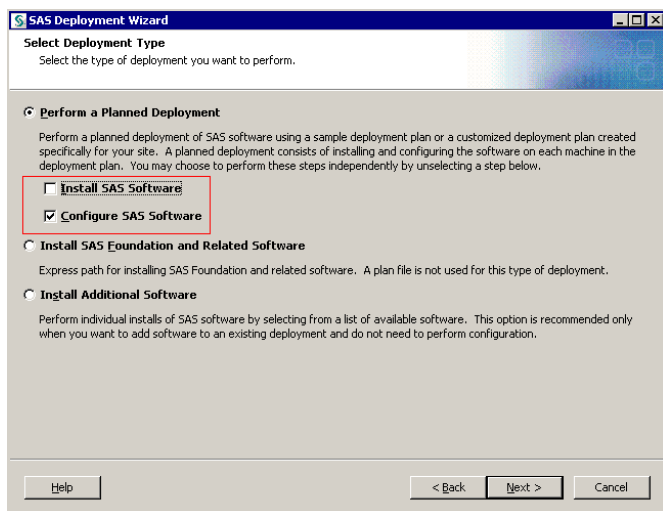 SAS Deployment Wizard
Select Deployment Type
Select the type of deployment you want to perform.
Perform a Planned Deployment
Perform a planned deployment of SAS software using a sample deployment plan or a customized deployment plan created
specifically for your site. A planned deployment consists of installing and configuring the software on each machine in the
deployment plan. You may choose to perform these steps independently by unselecting a step below.
Install SAS Software
Configure SAS Software
Install SAS Foundation and Related Software
Express path for installing SAS Foundation and related software. A plan file is not used for this type of deployment.
Install Additional Software
Perform individual installs of SAS software by selecting from a list of available software. This option is recommended only
when you want to add software to an existing deployment and do not need to perform configuration.
Help
< Back
Next >
Cancel